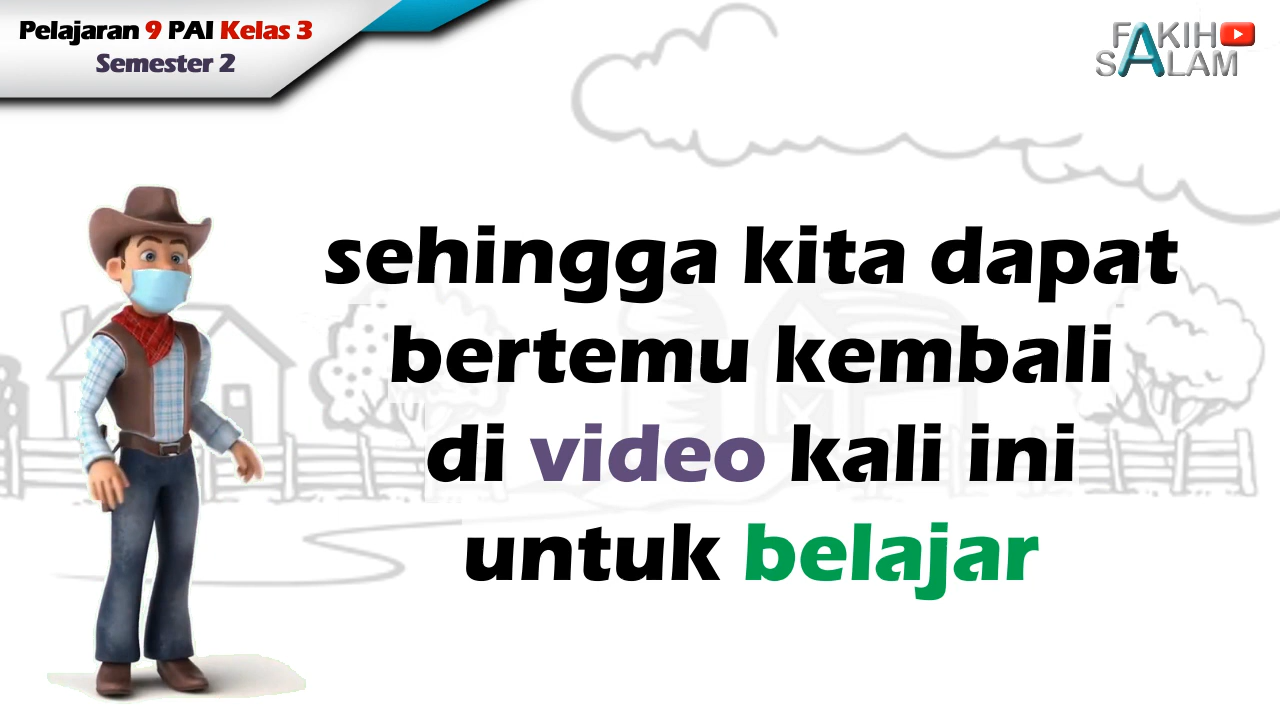 Pelajaran 9 PAI Kelas 3
Semester 2
FAKIH
SALAM
sehingga kita dapat
bertemu kembali
di video kali ini
untuk belajar